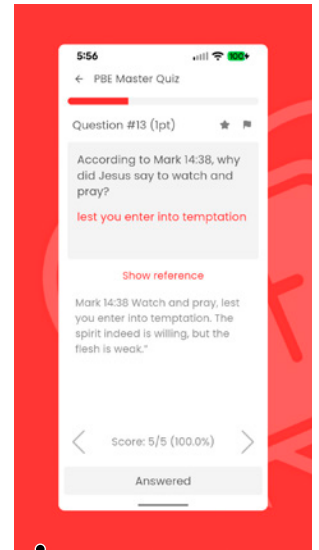 5:56
100+
PBE Master Quiz
Question #13 (1pt)
According to Mark 14:38, why
did Jesus say to watch and
pray?
lest you enter into temptation
Show reference
Mark 14:38 Watch and pray, lest
you enter into temptation. The
spirit indeed is willing, but the
flesh is weak."
Score: 5/5 (100.0%)
Answered